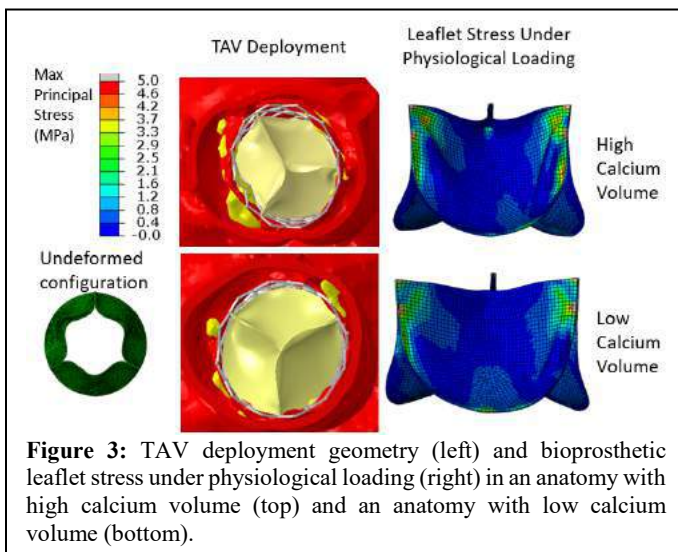 TAV Deployment
Leaflet Stress Under
Physiological Loading
Max
Principal
Stress
(MPa)
5.0
4.6
4.2
3.7
3.3
2.9
2.5
2.1
1.6
1.2
0.8
0.4
-0.0
High
Calcium
Volume
Undeformed
configuration
Low
Calcium
Volume
Figure 3: TAV deployment geometry (left) and bioprosthetic
leaflet stress under physiological loading (right) in an anatomy with
high calcium volume (top) and an anatomy with low calcium
volume (bottom).